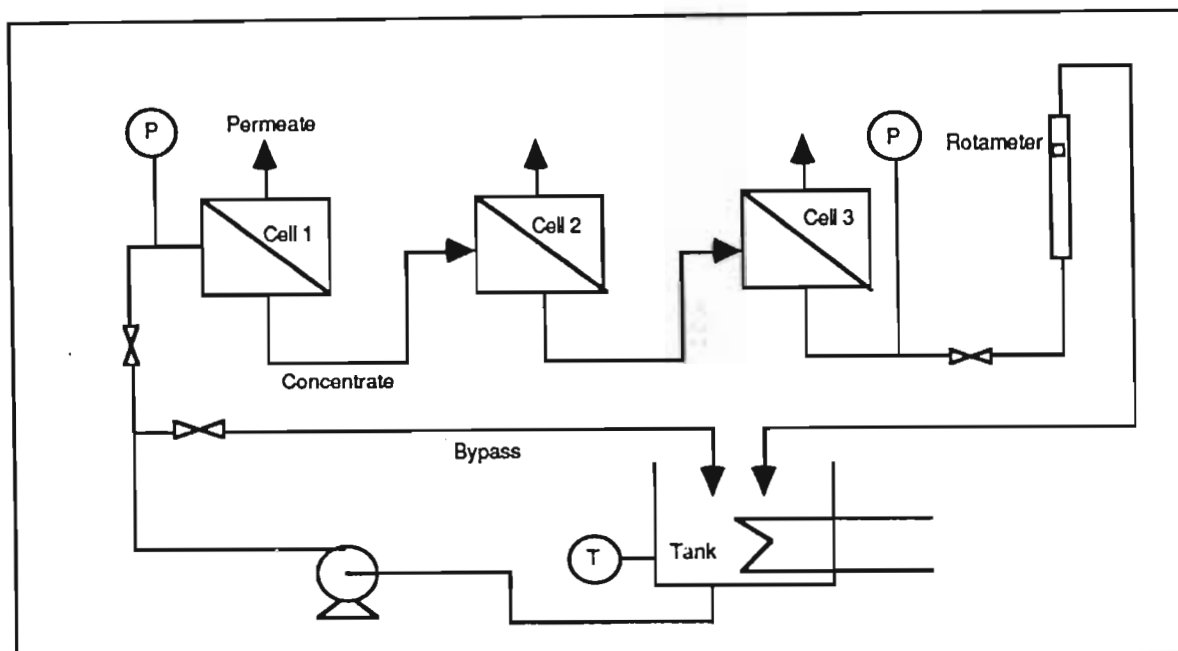 P
Permeate
P
Rotameter
Cell 1
Cell 2
Cell 3
Concentrate
Bypass
T
Tank